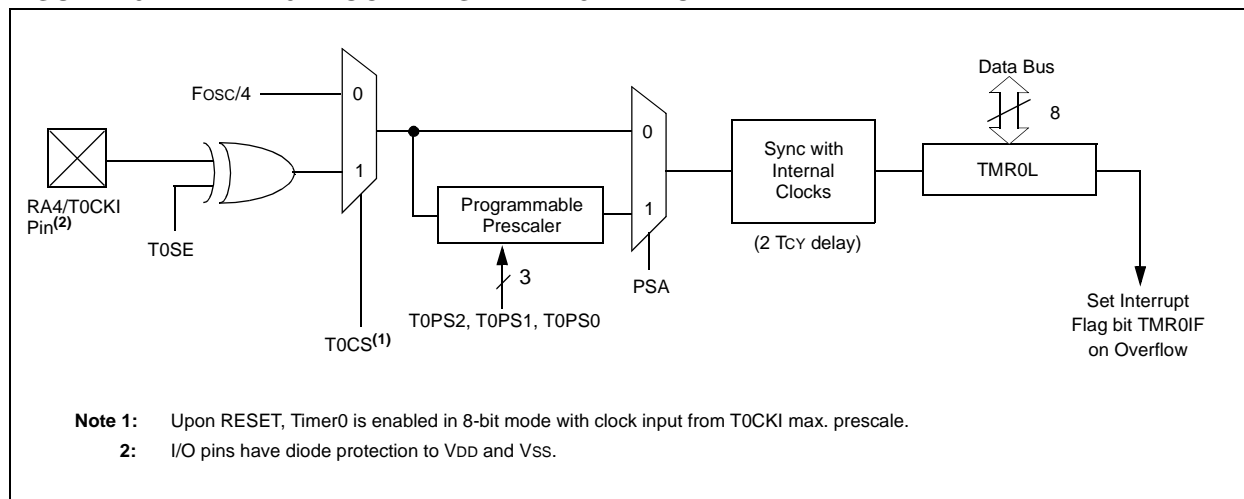 Data Bus
8
FOSC/4
0
1
0
1
Sync with
Internal
Clocks
(2 TCY delay)
TMR0L
RA4/T0CKI
Pin(2)
T0SE
Programmable
Prescaler
3
T0PS2, T0PS1, T0PS0
PSA
T0CS(1)
Set Interrupt
Flag bit TMR0IF
on Overflow
Note 1: Upon RESET, Timer0 is enabled in 8-bit mode with clock input from T0CKI max. prescale.
2: I/O pins have diode protection to VDD and VSS.